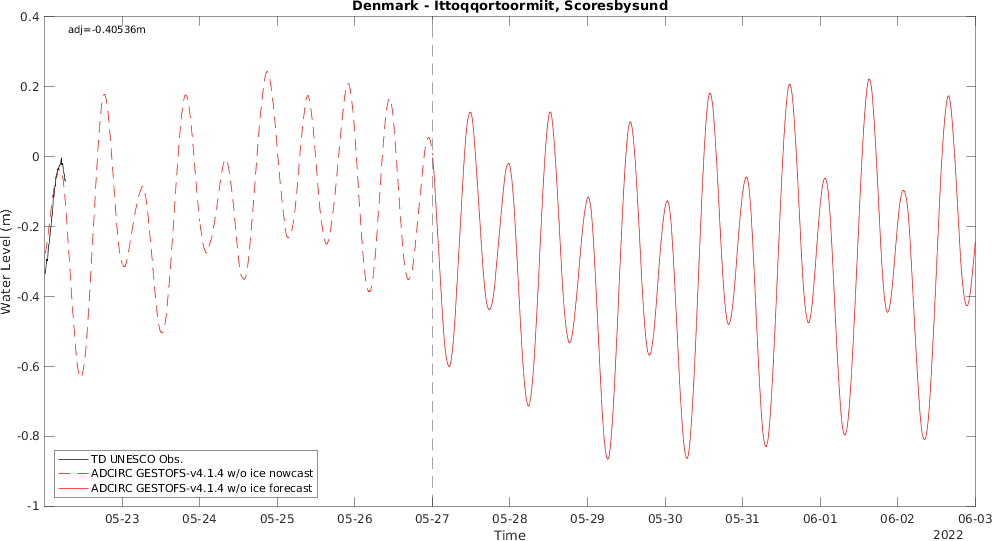 Denmark - Ittoqqortoormiit, Scoresbysund
adj=-0.40536m
0.4
0.2
0
-0.2
-0.4
-0.6
-0.8
-1
Water Level (m)
TD UNESCO Obs.
ADCIRC GESTOFS-v4.1.4 w/o ice nowcast
ADCIRC GESTOFS-v4.1.4 w/o ice forecast
05-23 05-24 05-25 05-26 05-27 05-28 05-29 05-30 05-31 06-01 06-02 06-03
Time
2022